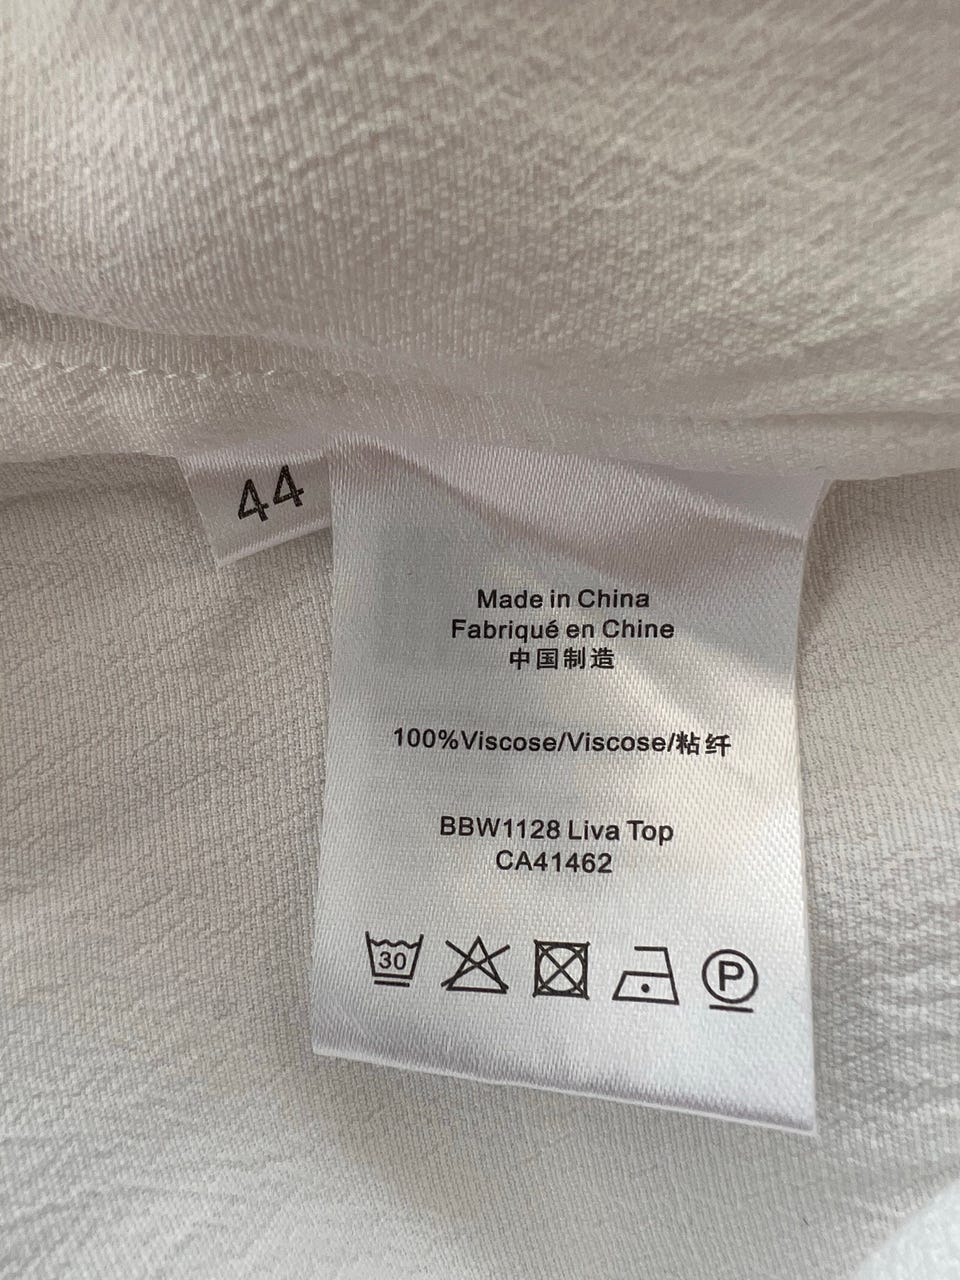 44
Made in China
Fabriqué en Chine
中国制造
100%Viscose/Viscose/粘纤
BBW1128 Liva Top
CA41462
30
P